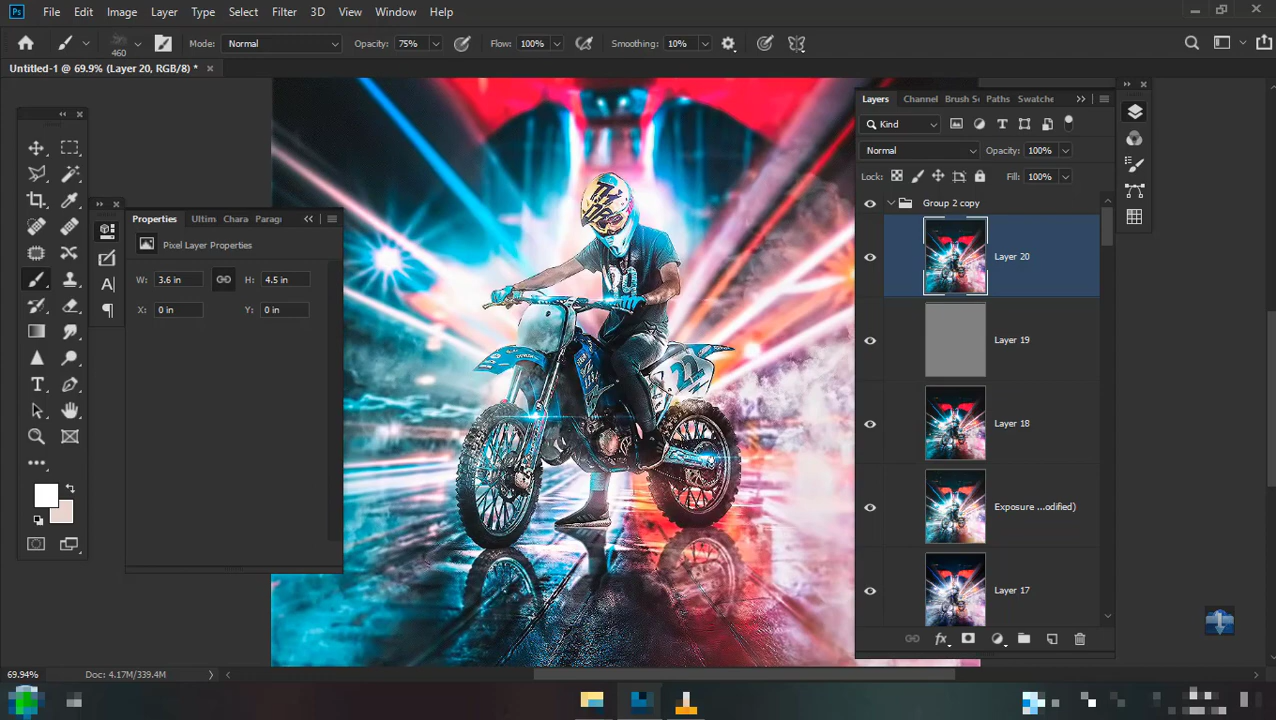 Ps File Edit Image Layer Type Select Filter 3D View Window Help
460 Mode: Normal Opacity: 75% Flow: 100% Smoothing: 10%
Untitled-1 @ 69.9% (Layer 20, RGB/8) *
Layers Channel Brush S Paths Swatche
Kind
Normal Opacity: 100%
Lock: Fill: 100%
Group 2 copy
Layer 20
Layer 19
Layer 18
Exposure ...odified)
Layer 17
Properties Ultim Chara Paragı
Pixel Layer Properties
W: 3.6 in H: 4.5 in
X: 0 in Y: 0 in
22
69.94% Doc: 4.17M/339.4M